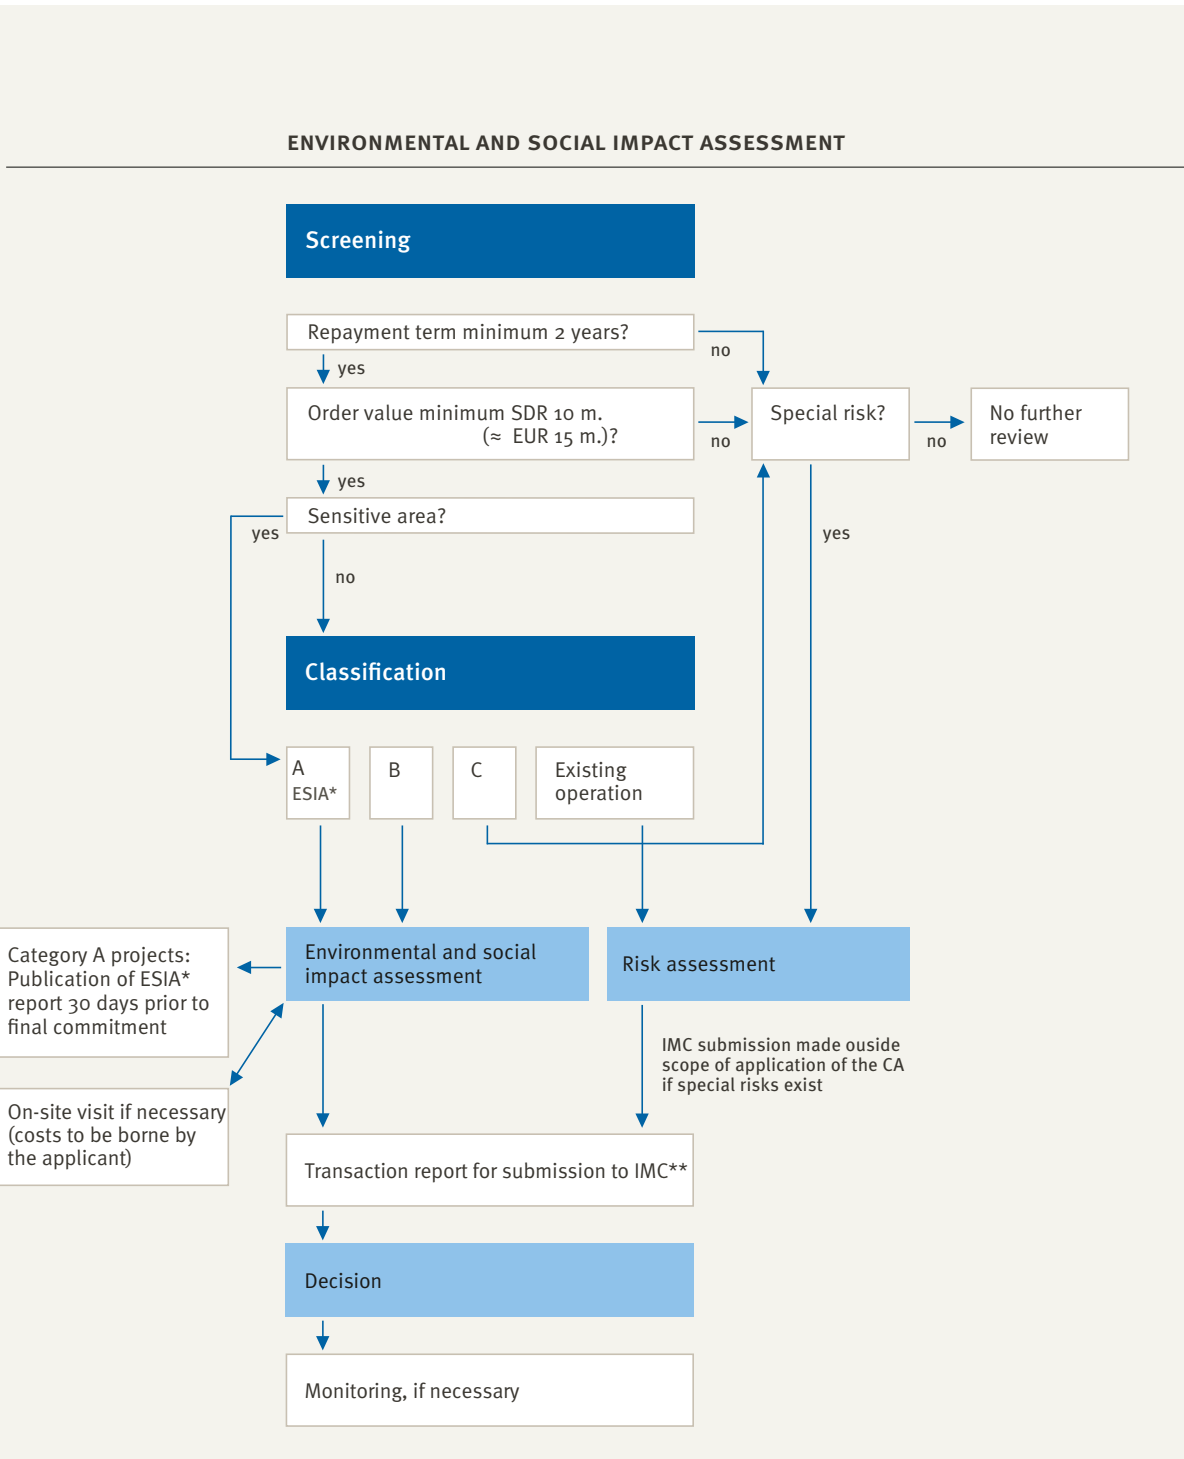 ENVIRONMENTAL AND SOCIAL IMPACT ASSESSMENT
Screening
Repayment term minimum 2 years?
no
yes
Order value minimum SDR 10 m.
(≈ EUR 15 m.)?
no
Special risk?
no
No further
review
yes
Sensitive area?
yes
no
yes
Classification
A
ESIA*
B
C
Existing
operation
Category A projects:
Publication of ESIA*
report 30 days prior to
final commitment
Environmental and social
impact assessment
Risk assessment
IMC submission made ouside
scope of application of the CA
if special risks exist
On-site visit if necessary
(costs to be borne by
the applicant)
Transaction report for submission to IMC**
Decision
Monitoring, if necessary